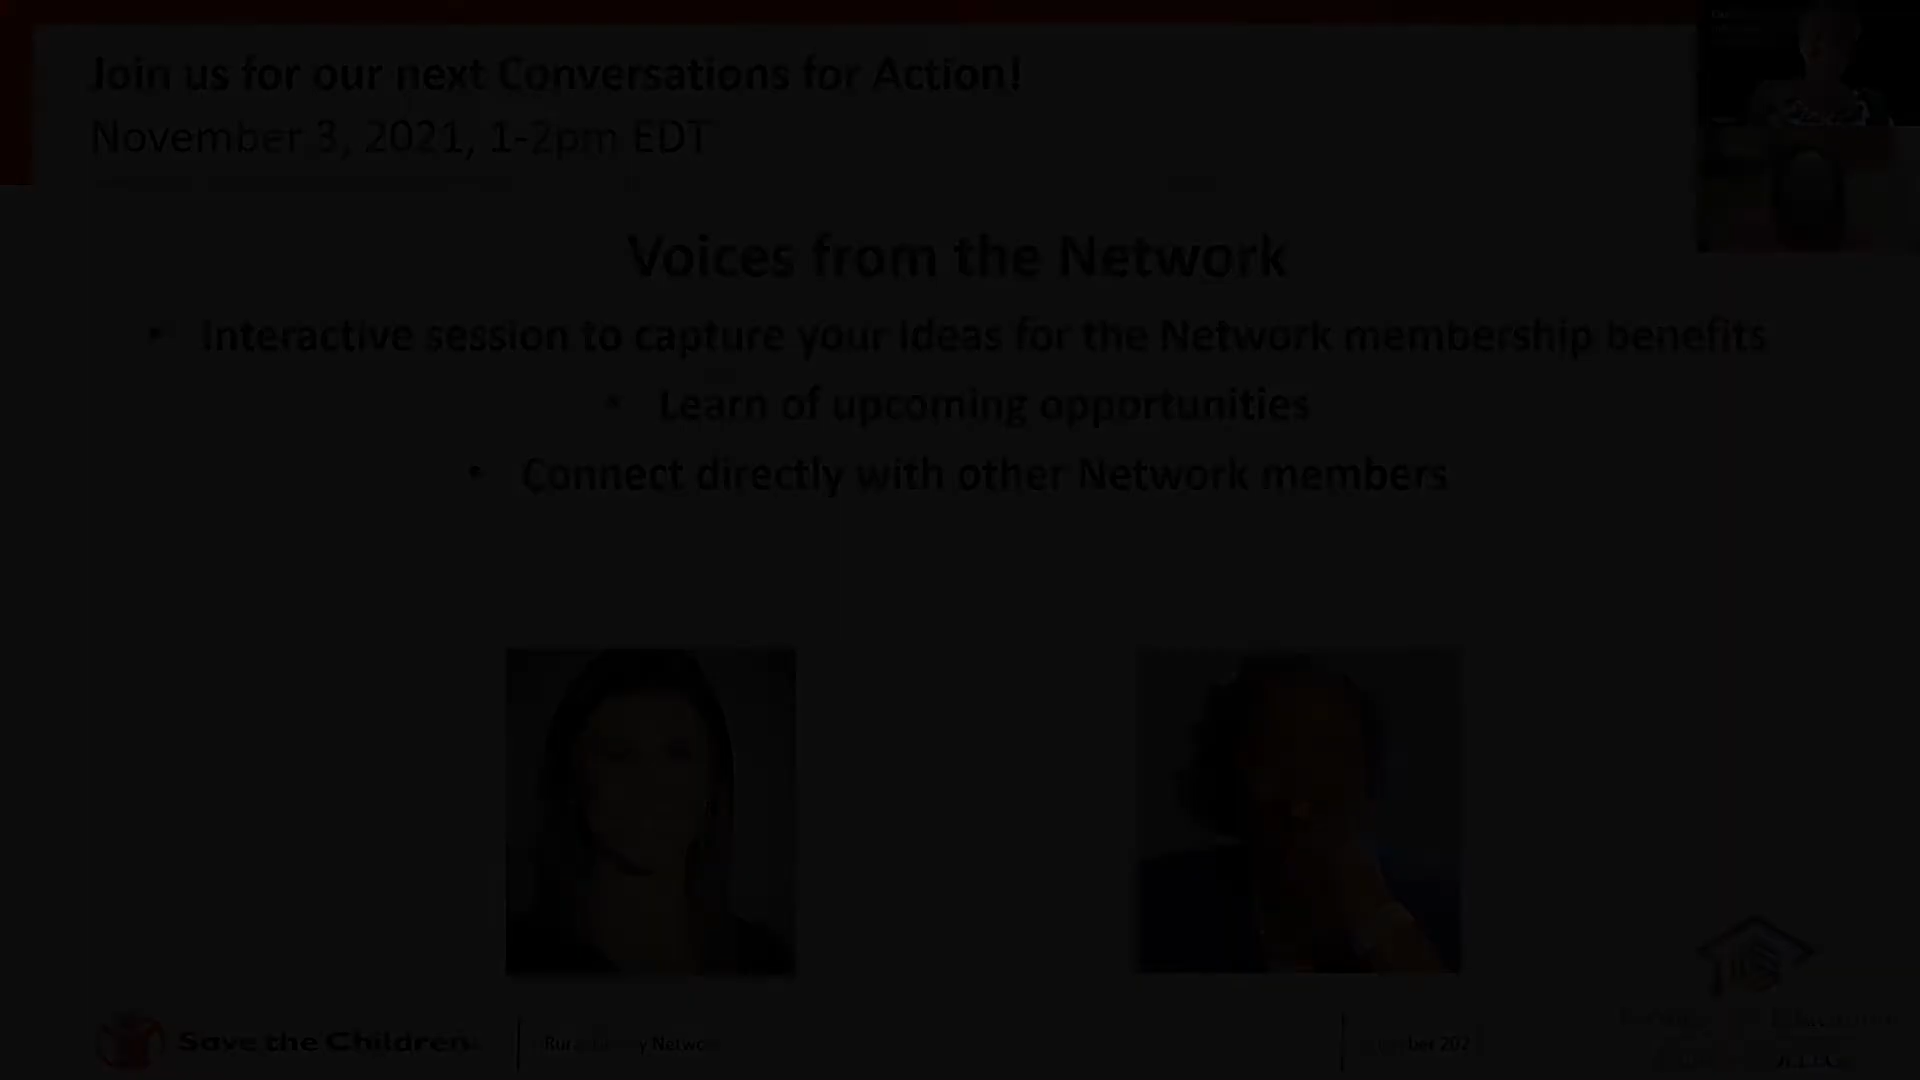 Join us for our next Conversations for Action!
November 3, 2021, 1-2pm EDT
Voices from the Network
• Interactive session to capture your ideas for the Network membership benefits
• Learn of upcoming opportunities
• Connect directly with other Network members
Save the Children